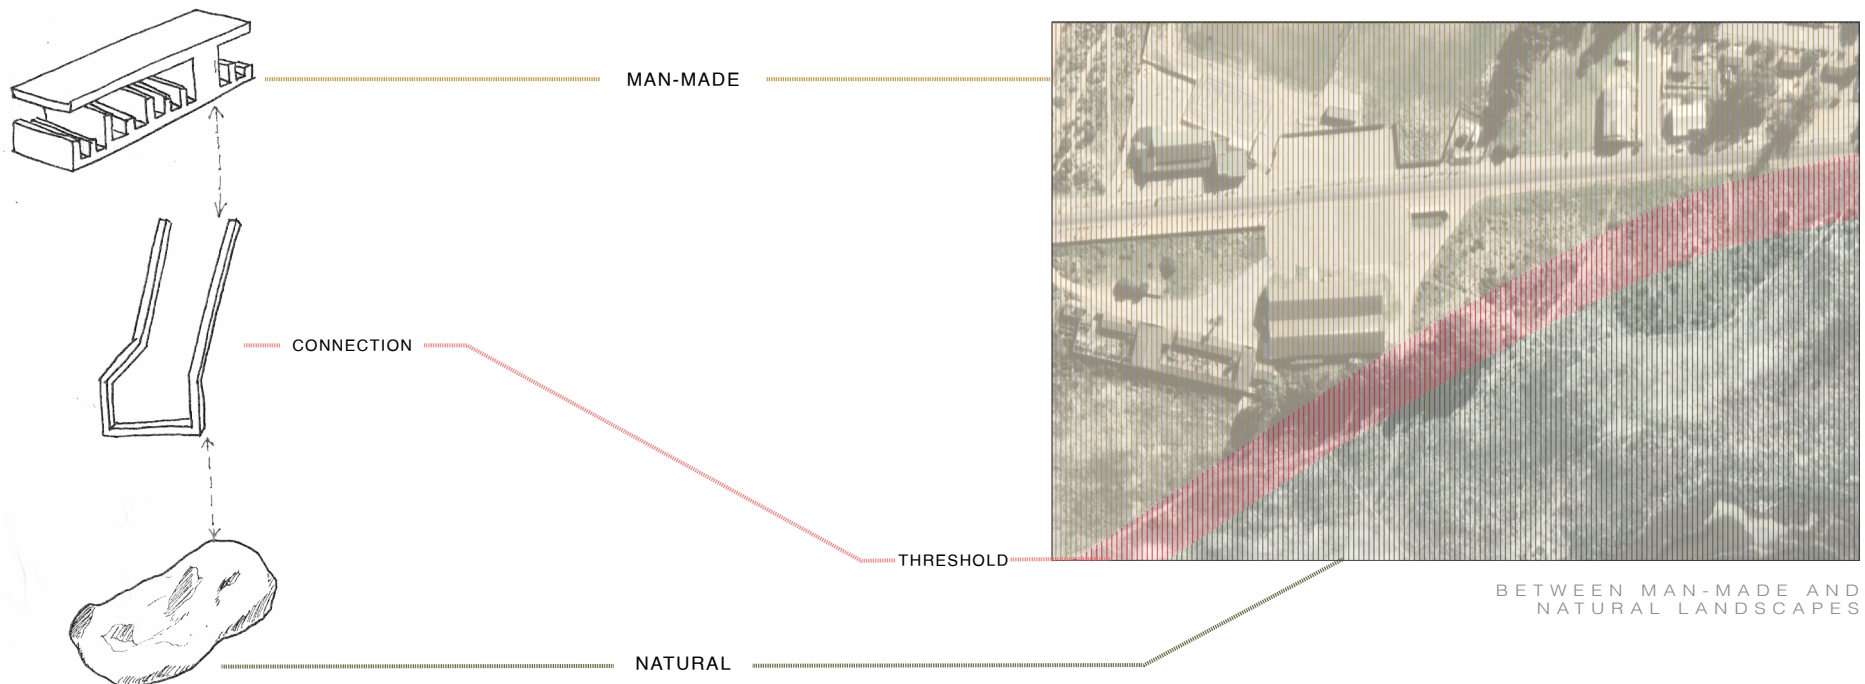 MAN-MADE
CONNECTION
THRESHOLD
BETWEEN MAN-MADE AND
NATURAL LANDSCAPES
NATURAL